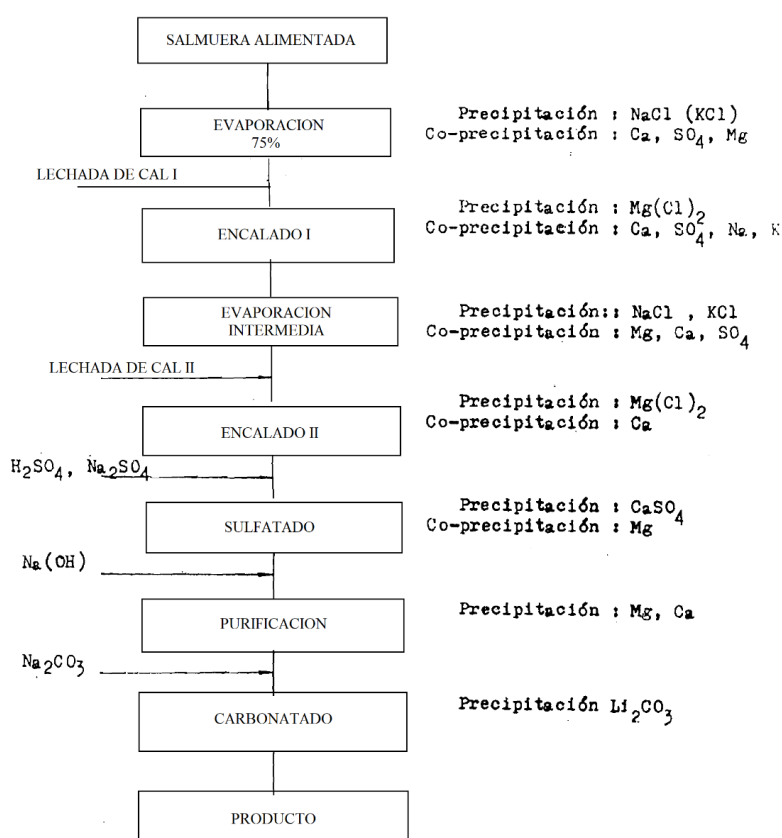 SALMUERA ALIMENTADA
EVAPORACION
75%
Precipitación : NaCl (KCl)
Co-precipitación : Ca, SO4, Mg
LECHADA DE CAL I
ENCALADO I
Precipitación : Mg(Cl)2
Co-precipitación : Ca, SO4, Na, K
EVAPORACION
INTERMEDIA
Precipitación:: NaCl , KCl
Co-precipitación : Mg, Ca, SO4
LECHADA DE CAL II
ENCALADO II
Precipitación : Mg(Cl)2
Co-precipitación : Ca
H2SO4, Na2SO4
SULFATADO
Precipitación : CaSO4
Co-precipitación : Mg
Na(OH)
PURIFICACION
Precipitación : Mg, Ca
Na2CO3
CARBONATADO
Precipitación Li2CO3
PRODUCTO